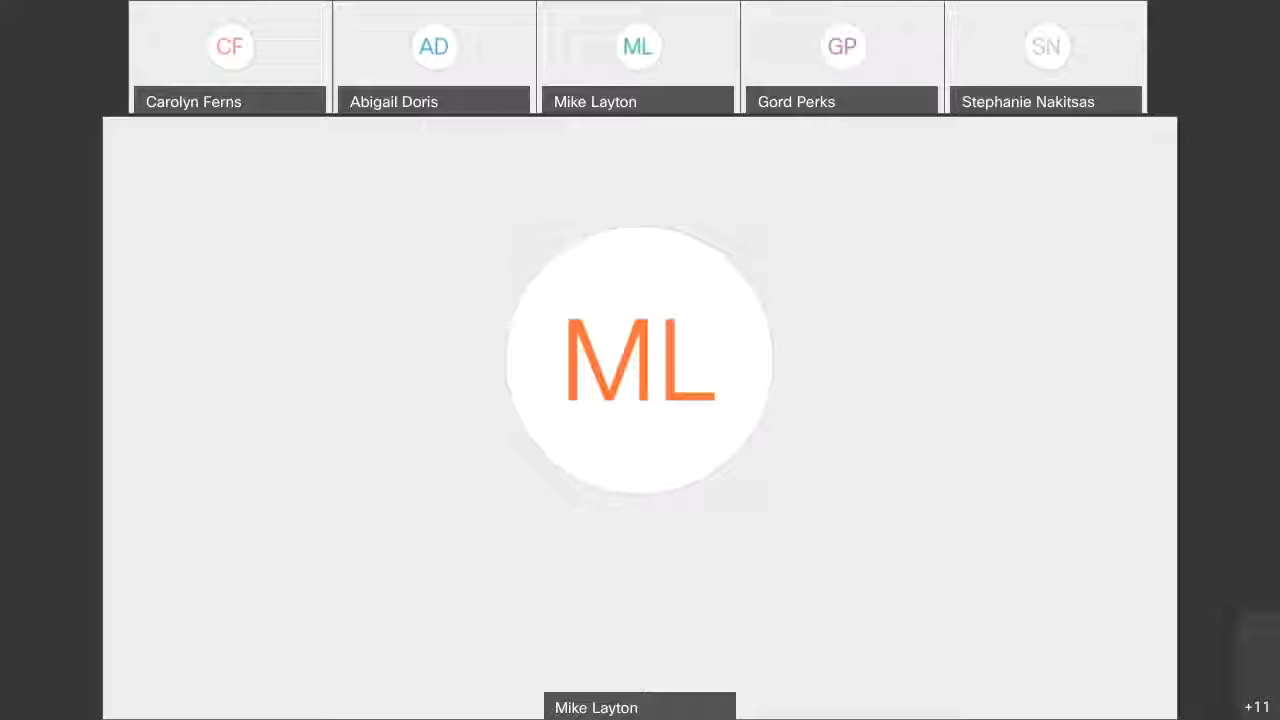 CF
AD
ML
GP
SN
Carolyn Ferns
Abigail Doris
Mike Layton
Gord Perks
Stephanie Nakitsas
ML
Mike Layton
+11